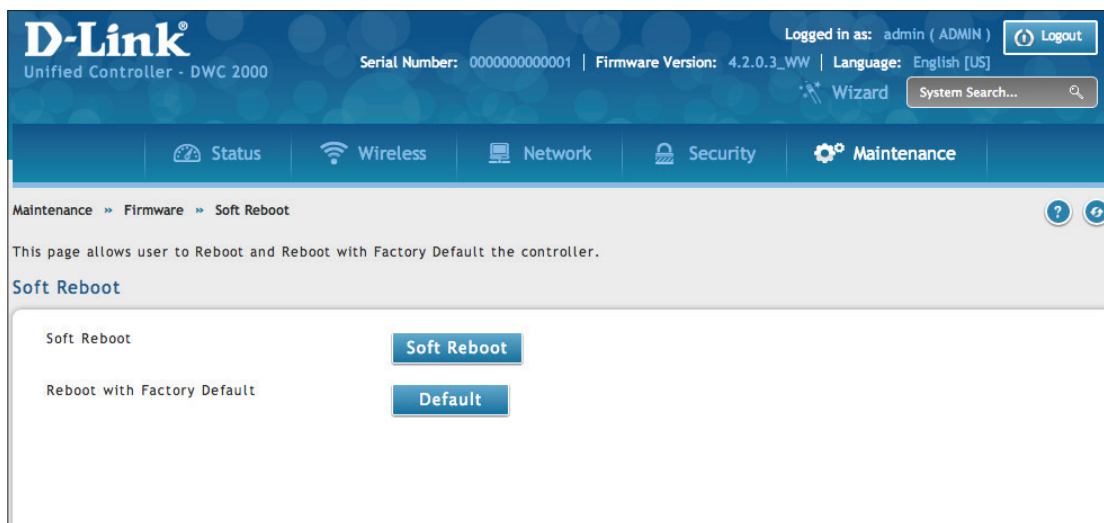 D-Link®
Unified Controller - DWC 2000
Logged in as: admin ( ADMIN )
Logout
Serial Number: 0000000000001 | Firmware Version: 4.2.0.3_WW | Language: English [US]
Wizard
System Search...
Status
Wireless
Network
Security
Maintenance
Maintenance » Firmware » Soft Reboot
?
This page allows user to Reboot and Reboot with Factory Default the controller.
Soft Reboot
Soft Reboot
Soft Reboot
Reboot with Factory Default
Default